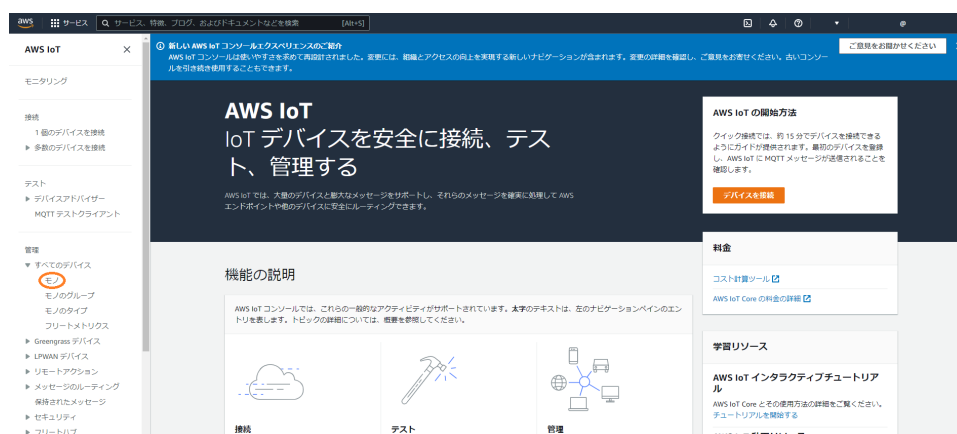 aws
サービス
サービス、特徴、ブログ、およびドキュメントなどを検索
[Alt+S]
@
AWS IoT
モニタリング
接続
1 個のデバイスを接続
多数のデバイスを接続
テスト
デバイスアドバイザー
MQTT テストクライアント
管理
すべてのデバイス
モノ
モノのグループ
モノのタイプ
フリートメトリクス
Greengrass デバイス
LPWAN デバイス
リモートアクション
メッセージのルーティング
保持されたメッセージ
セキュリティ
フリートハブ
新しい AWS IoT コンソールエクスペリエンスのご紹介
AWS IoT コンソールは使いやすさを求めて再設計されました。変更には、組織とアクセスの向上を実現する新しいナビゲーションが含まれます。変更の詳細を確認し、ご意見をお寄せください。古いコンソー
ルを引き続き使用することもできます。
ご意見をお聞かせください
AWS IoT
IoT デバイスを安全に接続、テス
ト、管理する
AWS IoT では、大量のデバイスと膨大なメッセージをサポートし、それらのメッセージを確実に処理して AWS
エンドポイントや他のデバイスに安全にルーティングできます。
AWS IoT の開始方法
クイック接続では、約 15 分でデバイスを接続できる
ようにガイドが提供されます。最初のデバイスを登録
し、AWS IoT に MQTT メッセージが送信されることを
確認します。
デバイスを接続
料金
コスト計算ツール
AWS IoT Core の料金の詳細
機能の説明
AWS IoT コンソールでは、これらの一般的なアクティビティがサポートされています。太字のテキストは、左のナビゲーションペインのエン
トリを表します。トピックの詳細については、概要を参照してください。
接続
テスト
管理
学習リソース
AWS IoT インタラクティブチュートリア
ル
AWS IoT Core とその使用方法の詳細をご覧ください。
チュートリアルを開始する